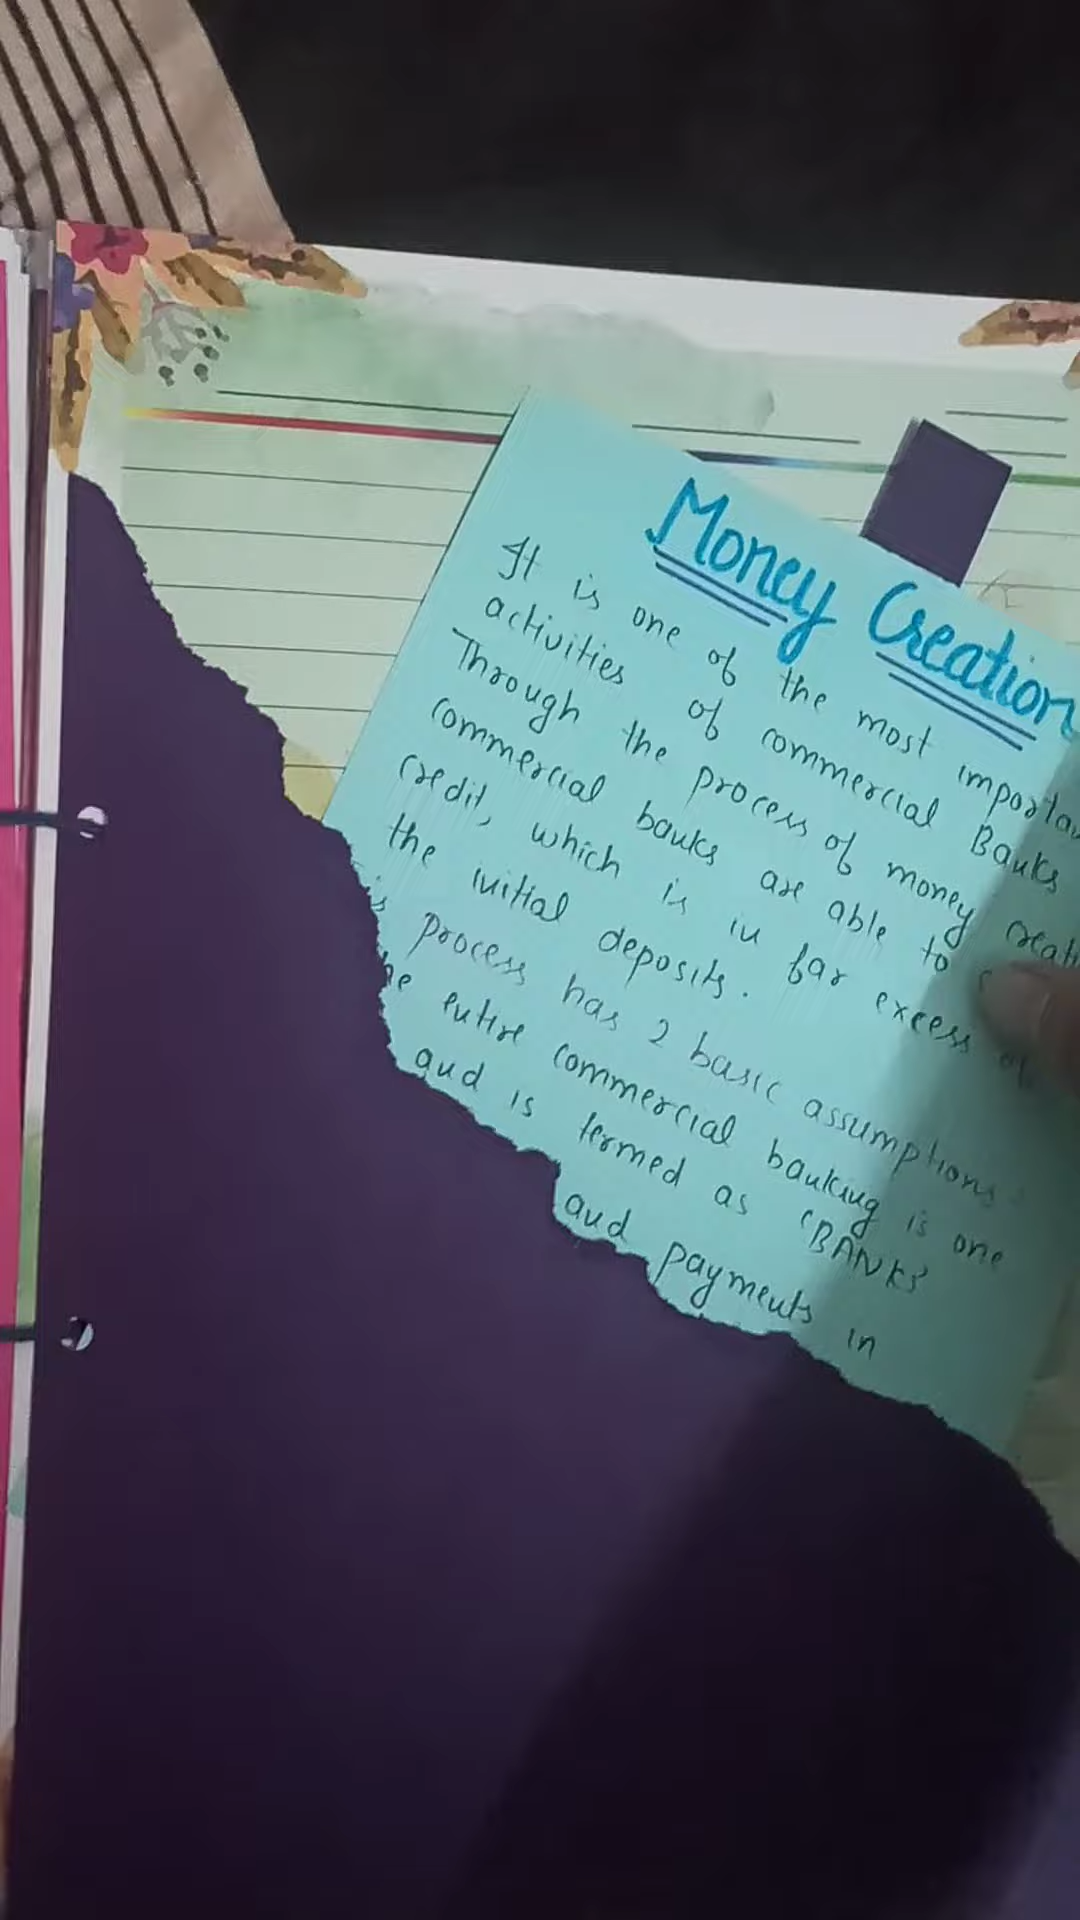 Money Creation
It is one of the most
activities of commercial Banks
Through the process of money
commercial banks are able to
credit, which is in far excess of
the initial deposits.
process has 2 basic assumptions:
entire commercial banking is one
and is termed as 'BANKS'
and payments in